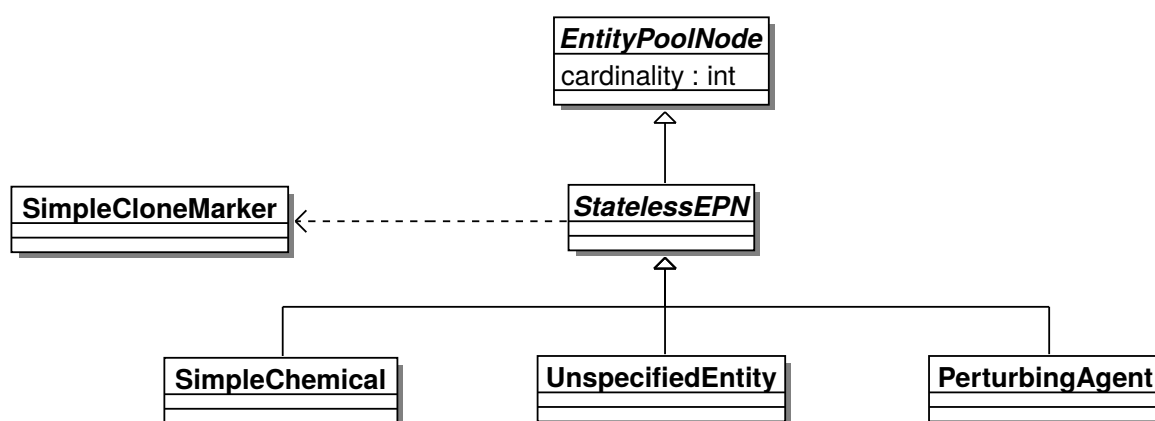 EntityPoolNode
cardinality : int
SimpleCloneMarker
StatelessEPN
SimpleChemical
UnspecifiedEntity
PerturbingAgent